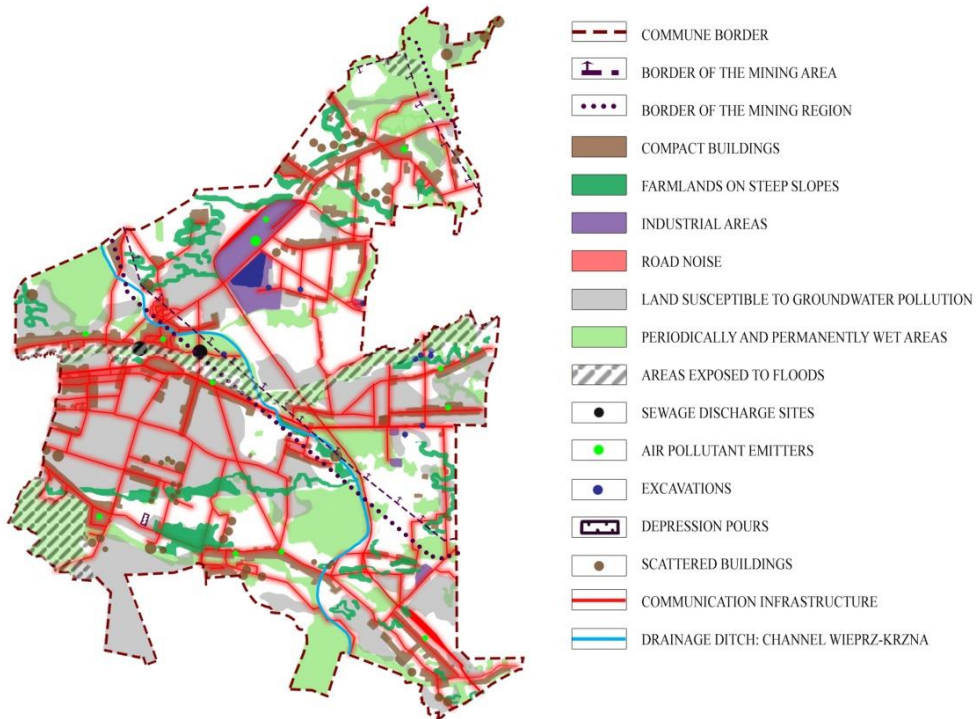 COMMUNE BORDER
BORDER OF THE MINING AREA
BORDER OF THE MINING REGION
COMPACT BUILDINGS
FARMLANDS ON STEEP SLOPES
INDUSTRIAL AREAS
ROAD NOISE
LAND SUSCEPTIBLE TO GROUNDWATER POLLUTION
PERIODICALLY AND PERMANENTLY WET AREAS
AREAS EXPOSED TO FLOODS
SEWAGE DISCHARGE SITES
AIR POLLUTANT EMITTERS
EXCAVATIONS
DEPRESSION POURS
SCATTERED BUILDINGS
COMMUNICATION INFRASTRUCTURE
DRAINAGE DITCH: CHANNEL WIEPRZ-KRZNA